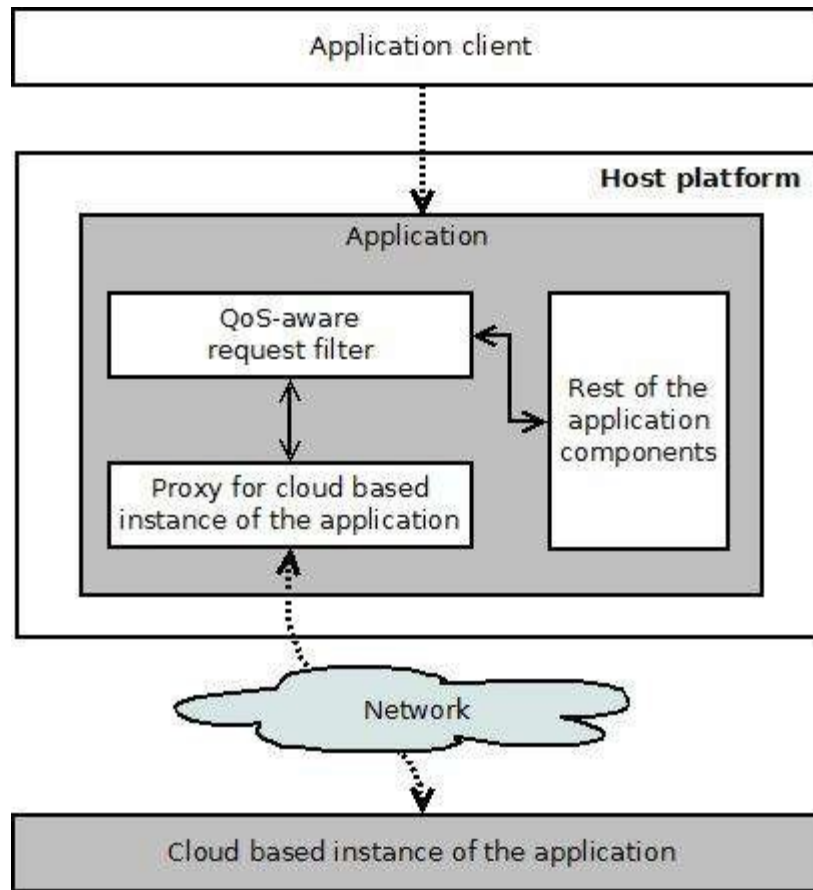 Application client
Host platform
Application
QoS-aware
request filter
Rest of the
application
components
Proxy for cloud based
instance of the application
Network
Cloud based instance of the application